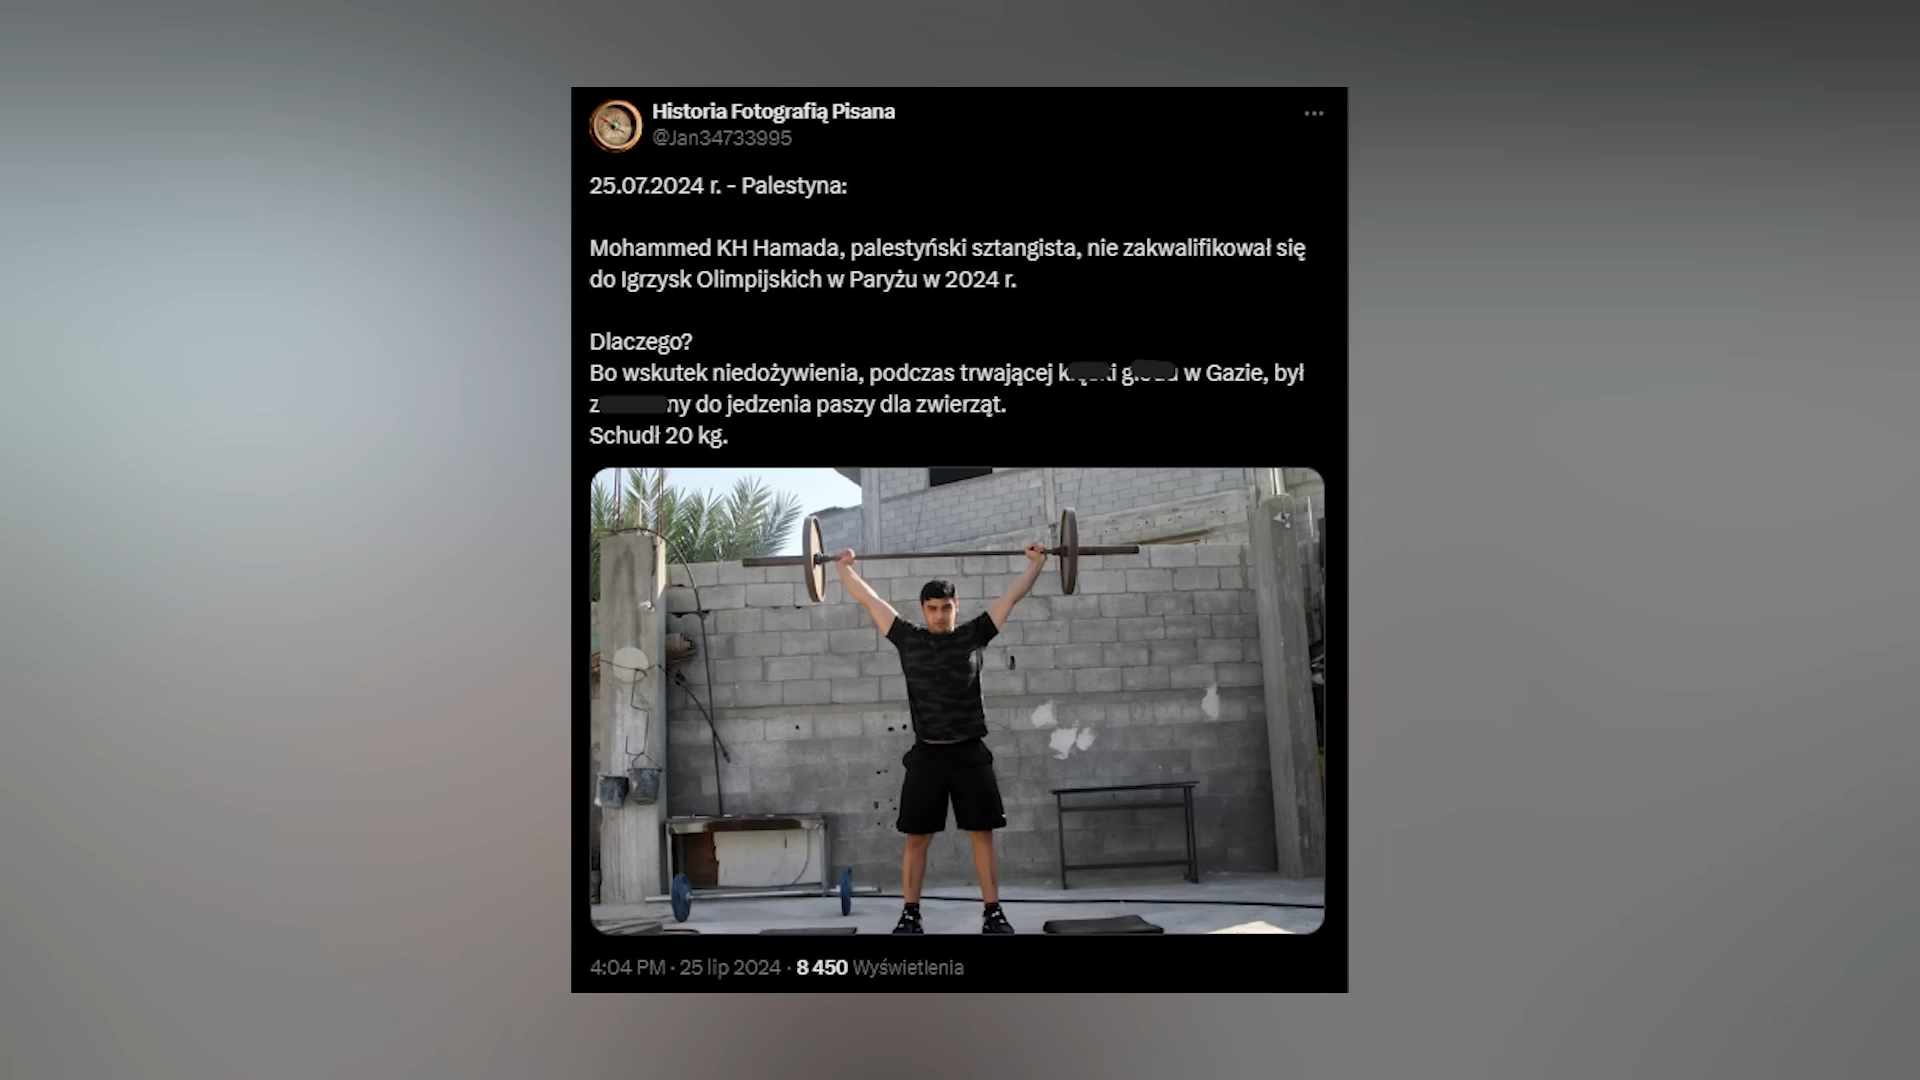 Historia Fotografią Pisana
@Jan34733995
25.07.2024 r. - Palestyna:
Mohammed KH Hamada, palestyński sztangista, nie zakwalifikował się
do Igrzysk Olimpijskich w Paryżu w 2024 r.
Dlaczego?
Bo wskutek niedożywienia, podczas trwającej w Gazie, był
do jedzenia paszy dla zwierząt.
Schudł 20 kg.
4:04 PM · 25 lip 2024 · 8 450 Wyświetlenia